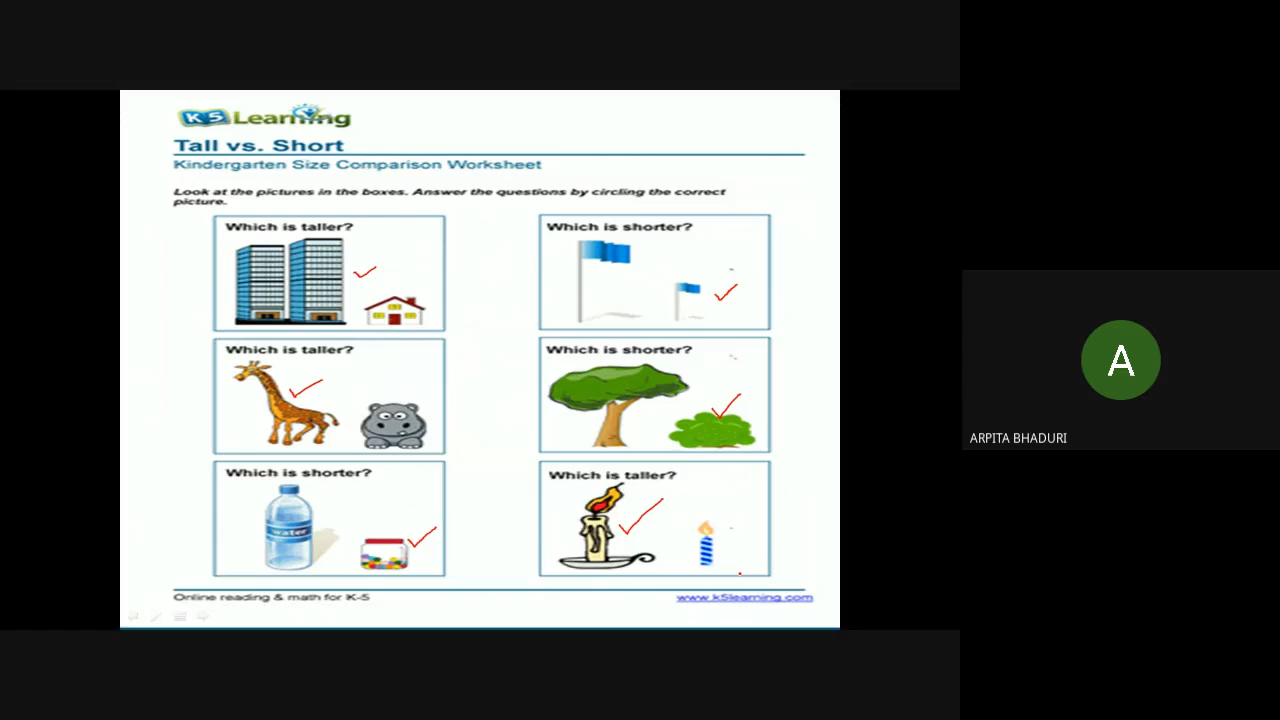 K5 Learning
Tall vs. Short
Kindergarten Size Comparison Worksheet
Look at the pictures in the boxes. Answer the questions by circling the correct
picture.
Which is taller?
Which is shorter?
Which is taller?
Which is shorter?
Which is shorter?
water
Which is taller?
Online reading & math for K-5
www.k5learning.com
A
ARPITA BHADURI